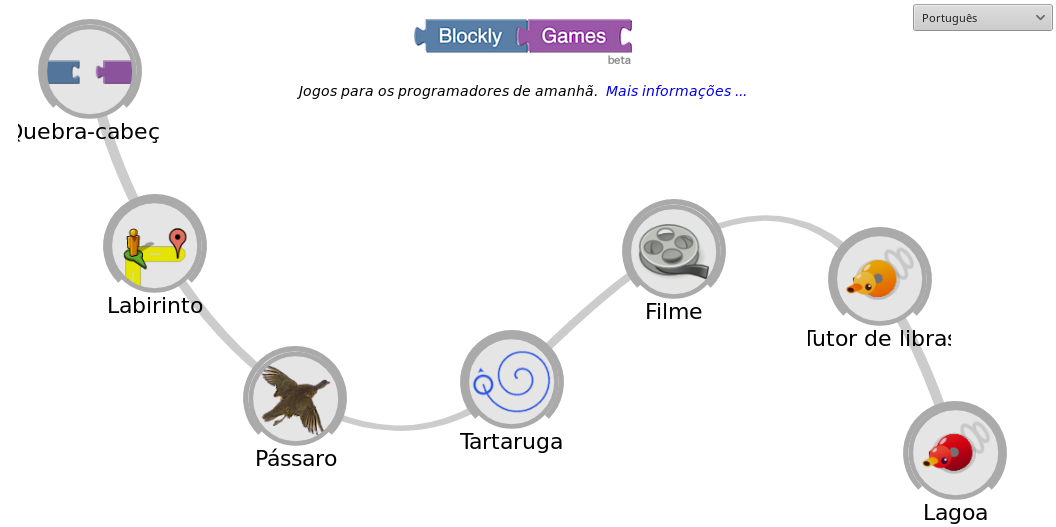 Português
Blockly Games
beta
Jogos para os programadores de amanhã. Mais informações ...
Quebra-cabeç
Labirinto
Pássaro
Tartaruga
Filme
Tutor de libras
Lagoa